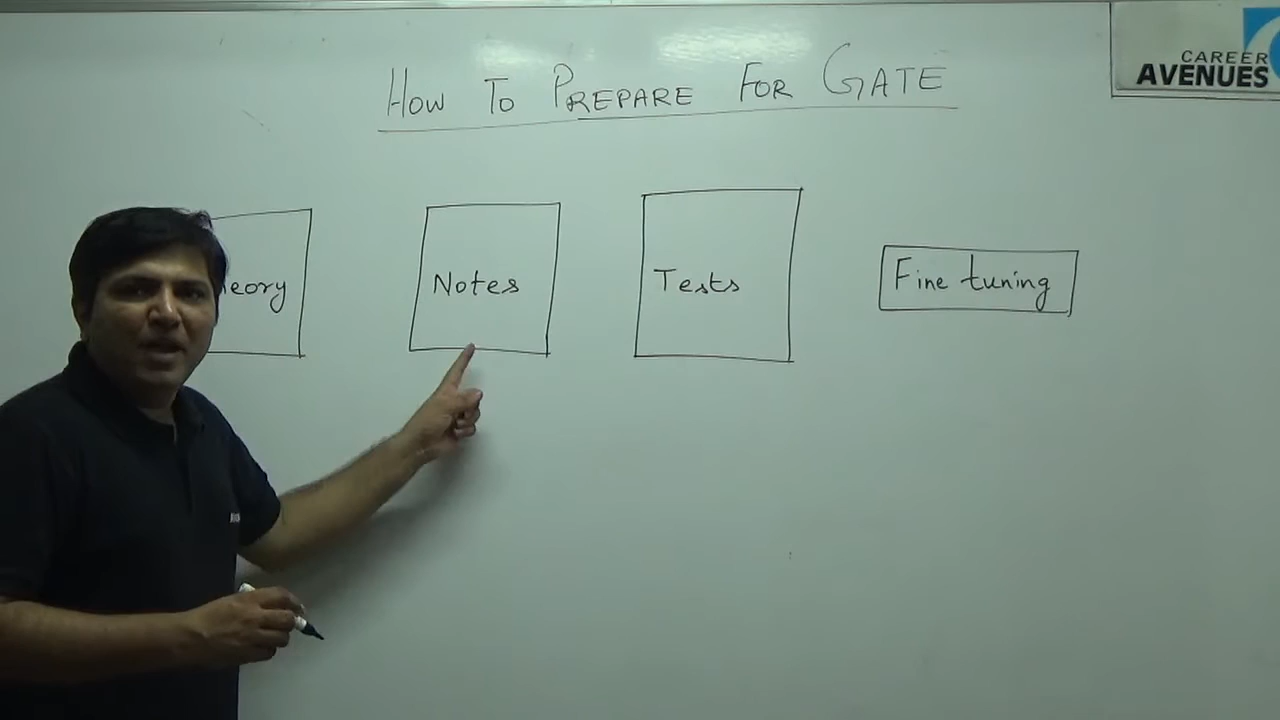 CAREER
AVENUES
HOW TO PREPARE FOR GATE
eory
Notes
Tests
Fine tuning